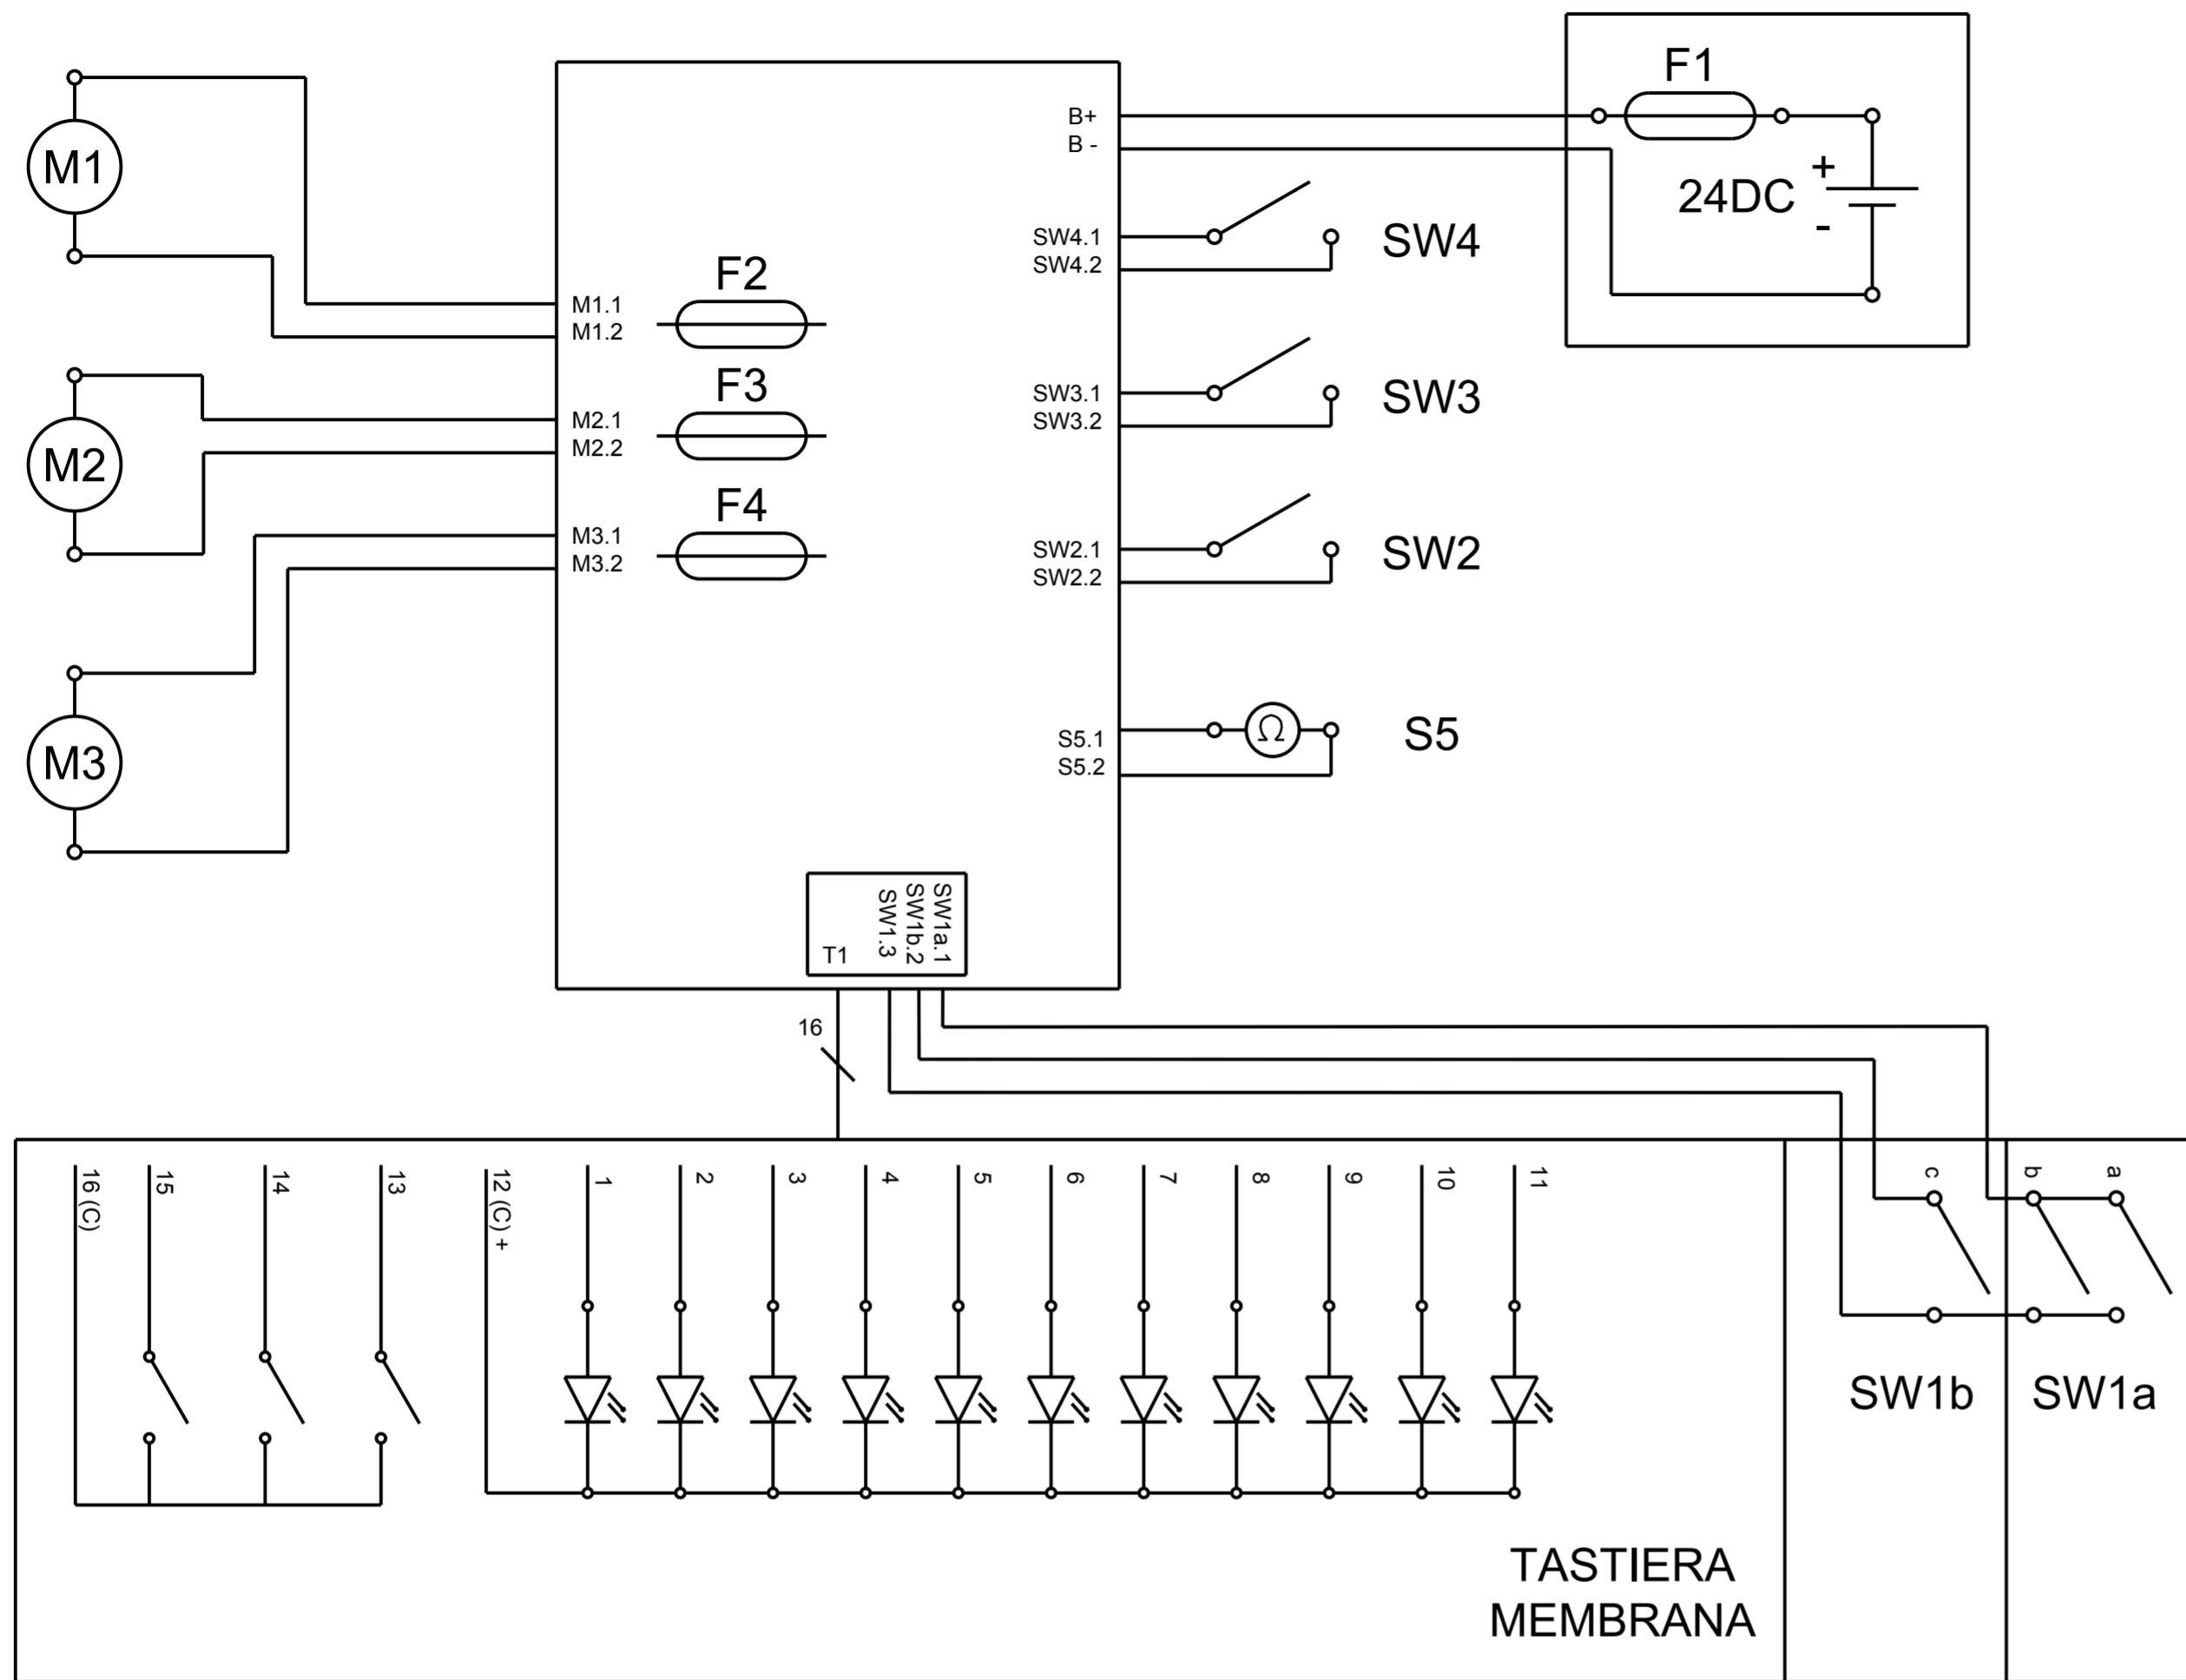 F1
24DC
+
-
M1
M2
M3
M1.1
M1.2
M2.1
M2.2
M3.1
M3.2
F2
F3
F4
B+
B -
SW4.1
SW4.2
SW3.1
SW3.2
SW2.1
SW2.2
S5.1
S5.2
SW4
SW3
SW2
Ω
S5
T1
SW1.3
SW1b.2
SW1a.1
16
16 (C)
15
14
13
12 (C) +
1
2
3
4
5
6
7
8
9
10
11
c
b
a
SW1b
SW1a
TASTIERA
MEMBRANA